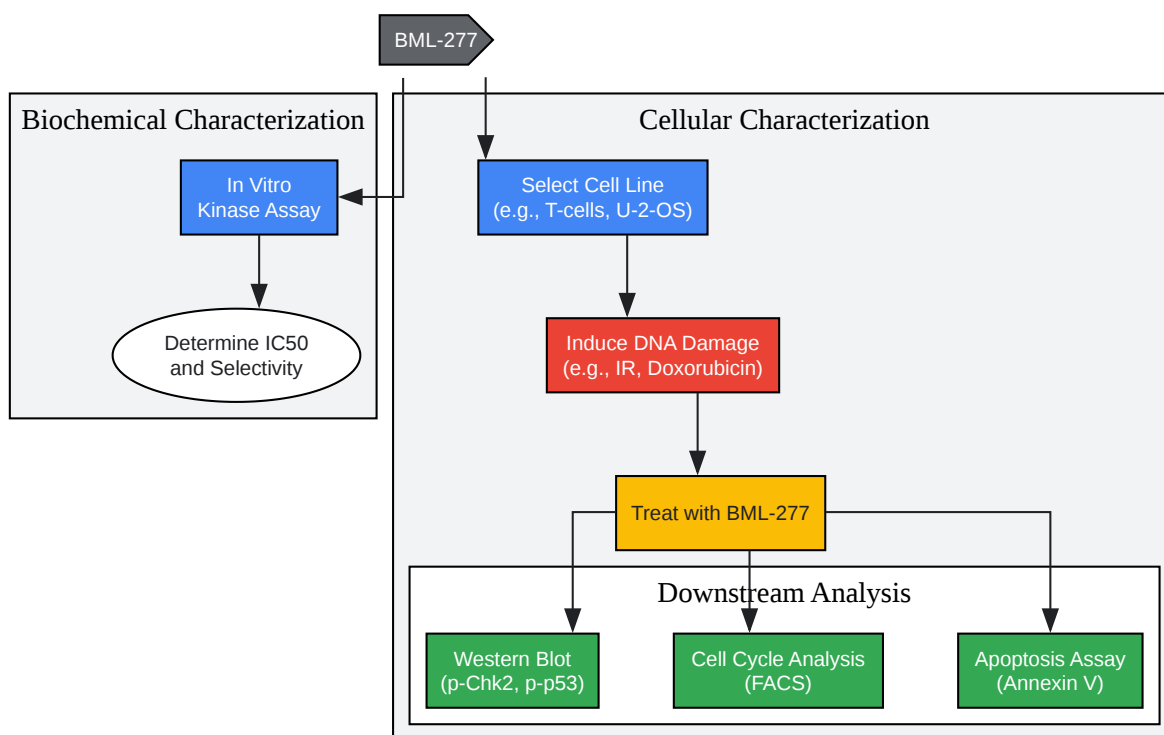 BML-277
Biochemical Characterization
In Vitro
Kinase Assay
Determine IC50
and Selectivity
Cellular Characterization
Select Cell Line
(e.g., T-cells, U-2-OS)
Induce DNA Damage
(e.g., IR, Doxorubicin)
Treat with BML-277
Downstream Analysis
Western Blot
(p-Chk2, p-p53)
Cell Cycle Analysis
(FACS)
Apoptosis Assay
(Annexin V)